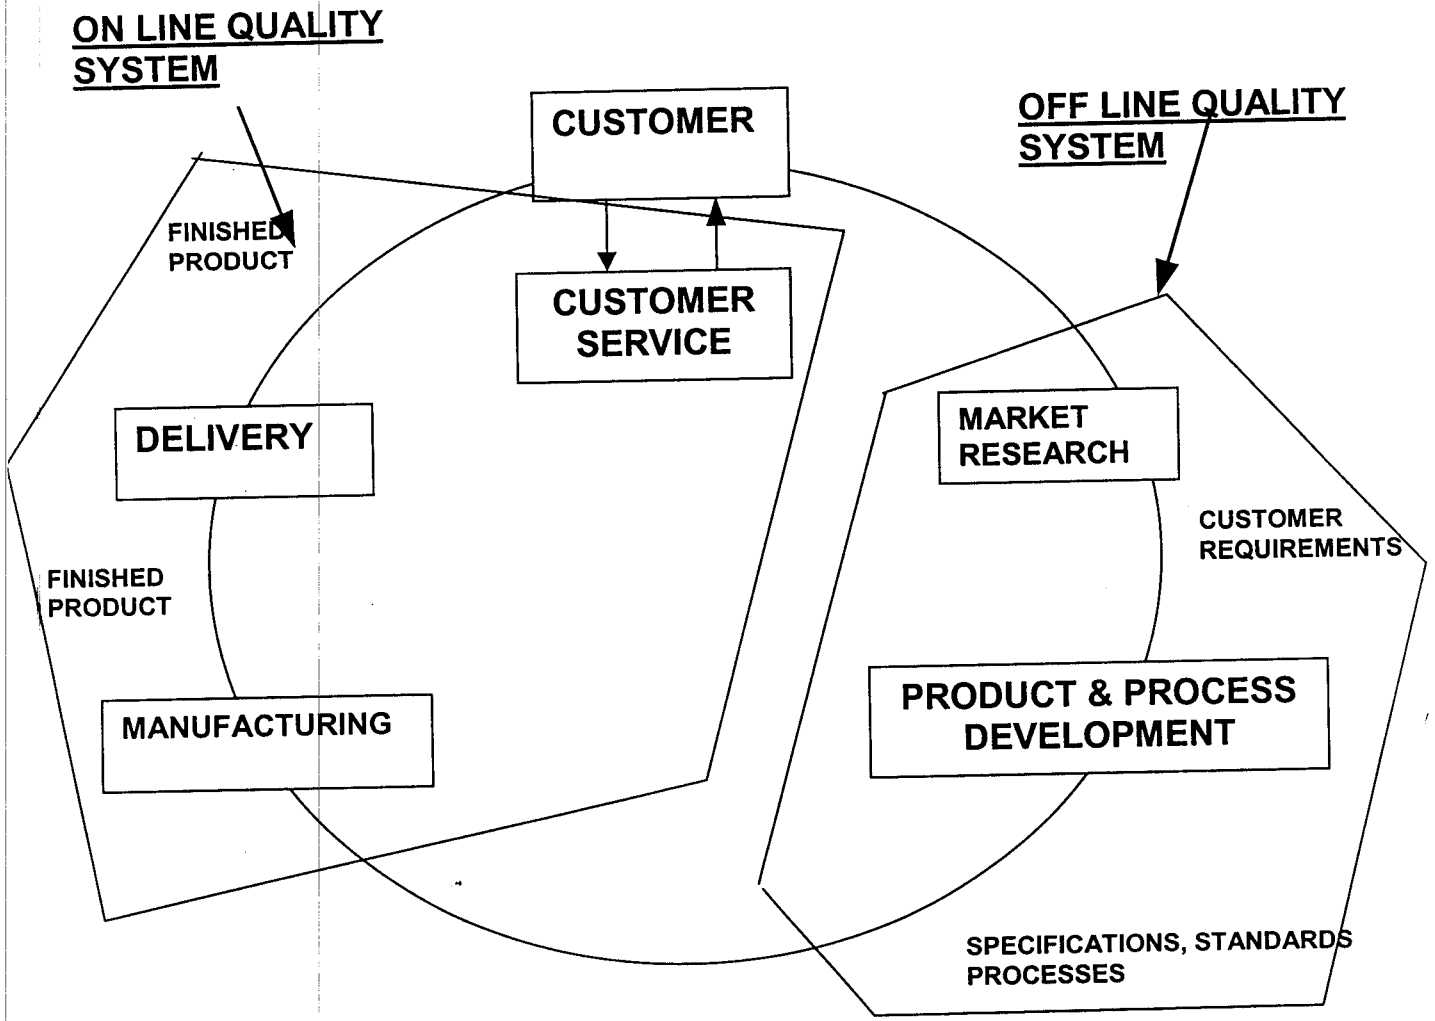 ON LINE QUALITY
SYSTEM
CUSTOMER
OFF LINE QUALITY
SYSTEM
FINISHED
PRODUCT
CUSTOMER
SERVICE
DELIVERY
MARKET
RESEARCH
CUSTOMER
REQUIREMENTS
FINISHED
PRODUCT
MANUFACTURING
PRODUCT & PROCESS
DEVELOPMENT
SPECIFICATIONS, STANDARDS
PROCESSES